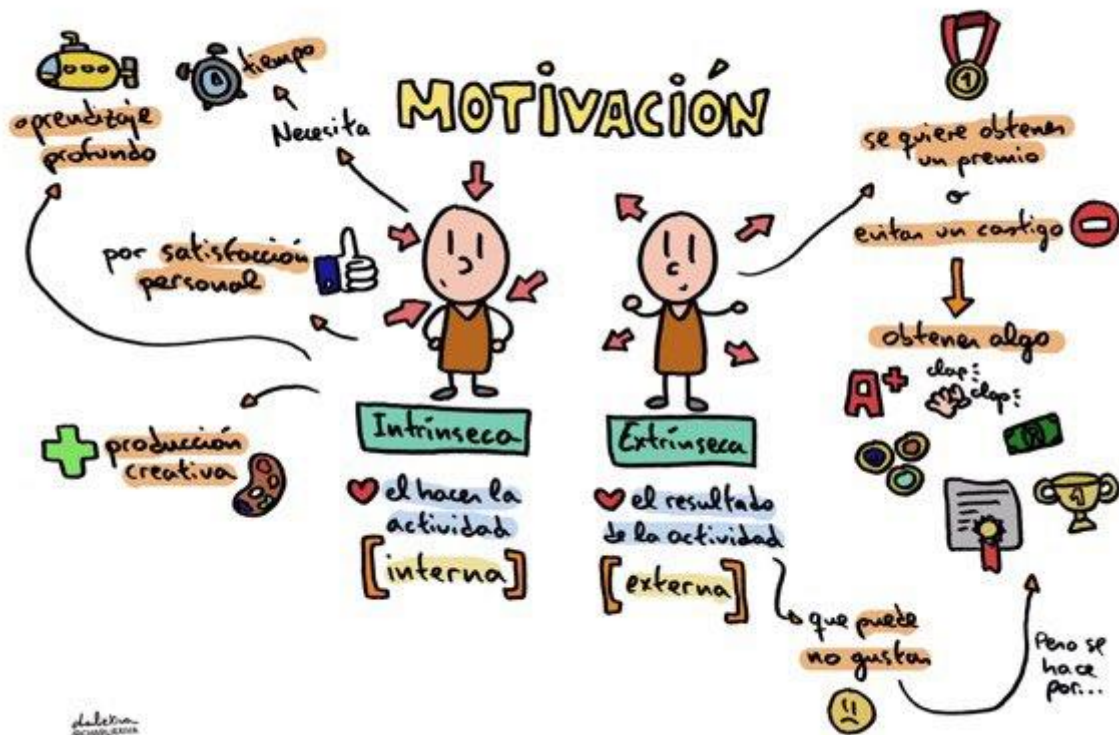 MOTIVACIÓN
tiempo
Necesita
aprendizaje
profundo
por satisfacción
personal
producción
creativa
Intrínseca
el hacer la
actividad
[interna]
Extrínseca
el resultado
de la actividad
[externa]
que puede
no gustar
Pero se
hace
por...
se quiere obtener
un premio
o
evitar un castigo
obtener algo
A+
clap
clap
1
1